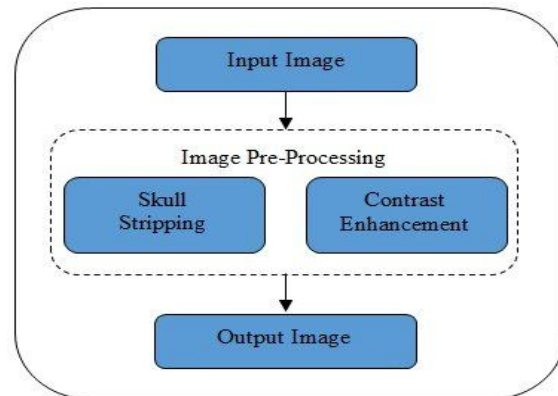 Input Image
Image Pre-Processing
Skull
Stripping
Contrast
Enhancement
Output Image